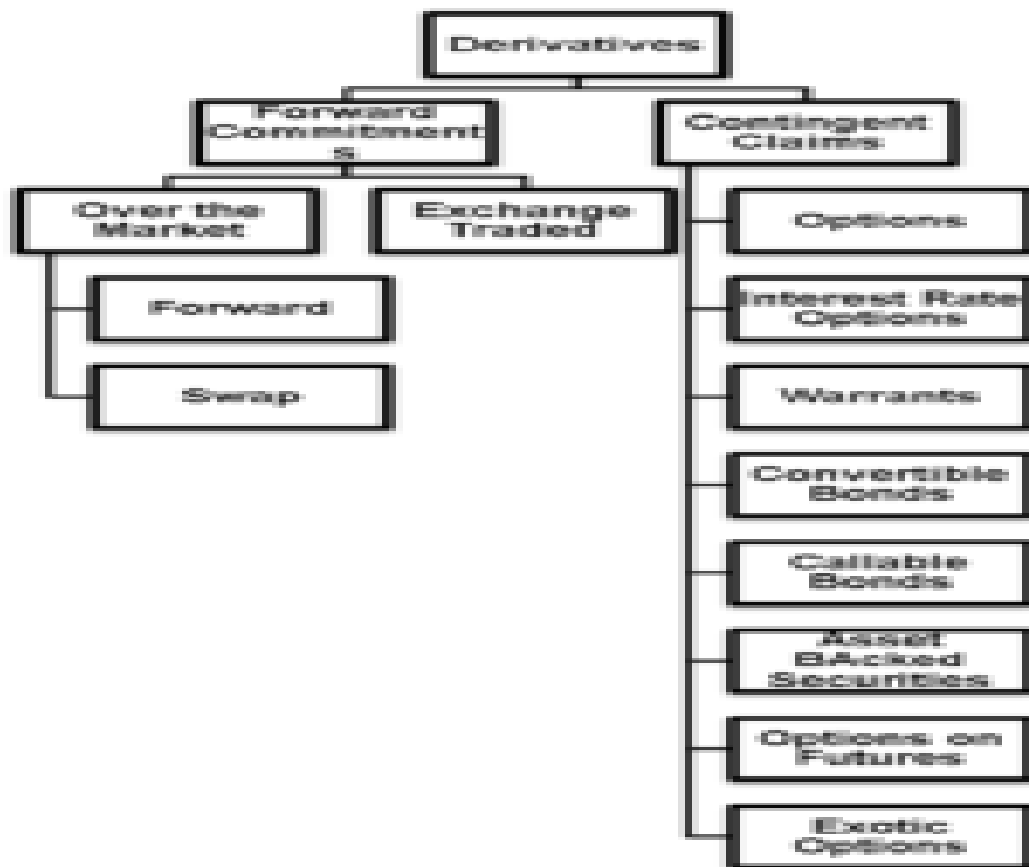 Derivatives
Forward
Commitment
s
Contingent
Claims
Over the
Market
Exchange
Traded
Options
Forward
Interest Rate
Options
Swap
Warrants
Convertible
Bonds
Callable
Bonds
Asset
BAcked
Securities
Options on
Futures
Exotic
Options